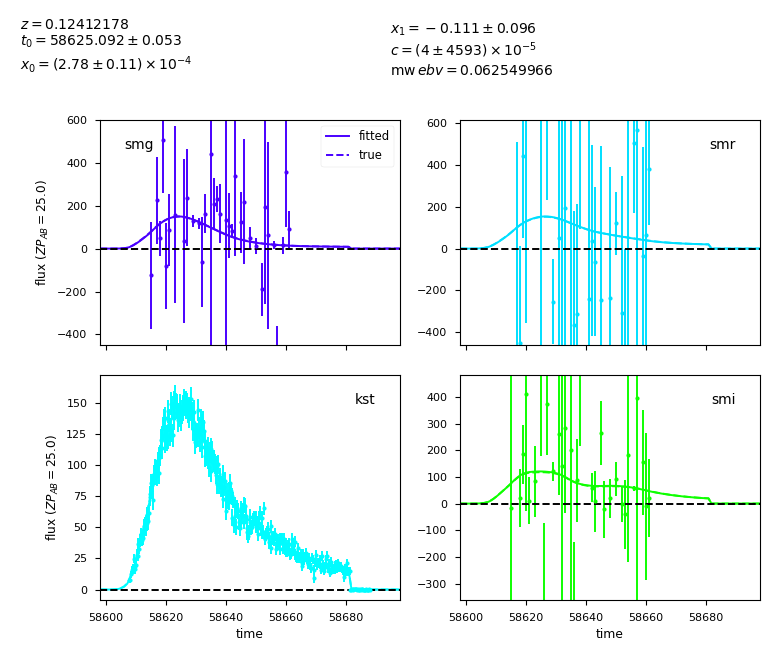 z = 0.12412178
t₀ = 58625.092 ± 0.053
x₀ = (2.78 ± 0.11) × 10⁻⁴
x₁ = −0.111 ± 0.096
c = (4 ± 4593) × 10⁻⁵
mw ebv = 0.062549966
smg
fitted
true
600
400
200
0
−200
−400
flux (ZP_AB = 25.0)
smr
600
400
200
0
−200
−400
kst
150
125
100
75
50
25
0
flux (ZP_AB = 25.0)
58600 58620 58640 58660 58680
time
smi
400
300
200
100
0
−100
−200
−300
58600 58620 58640 58660 58680
time